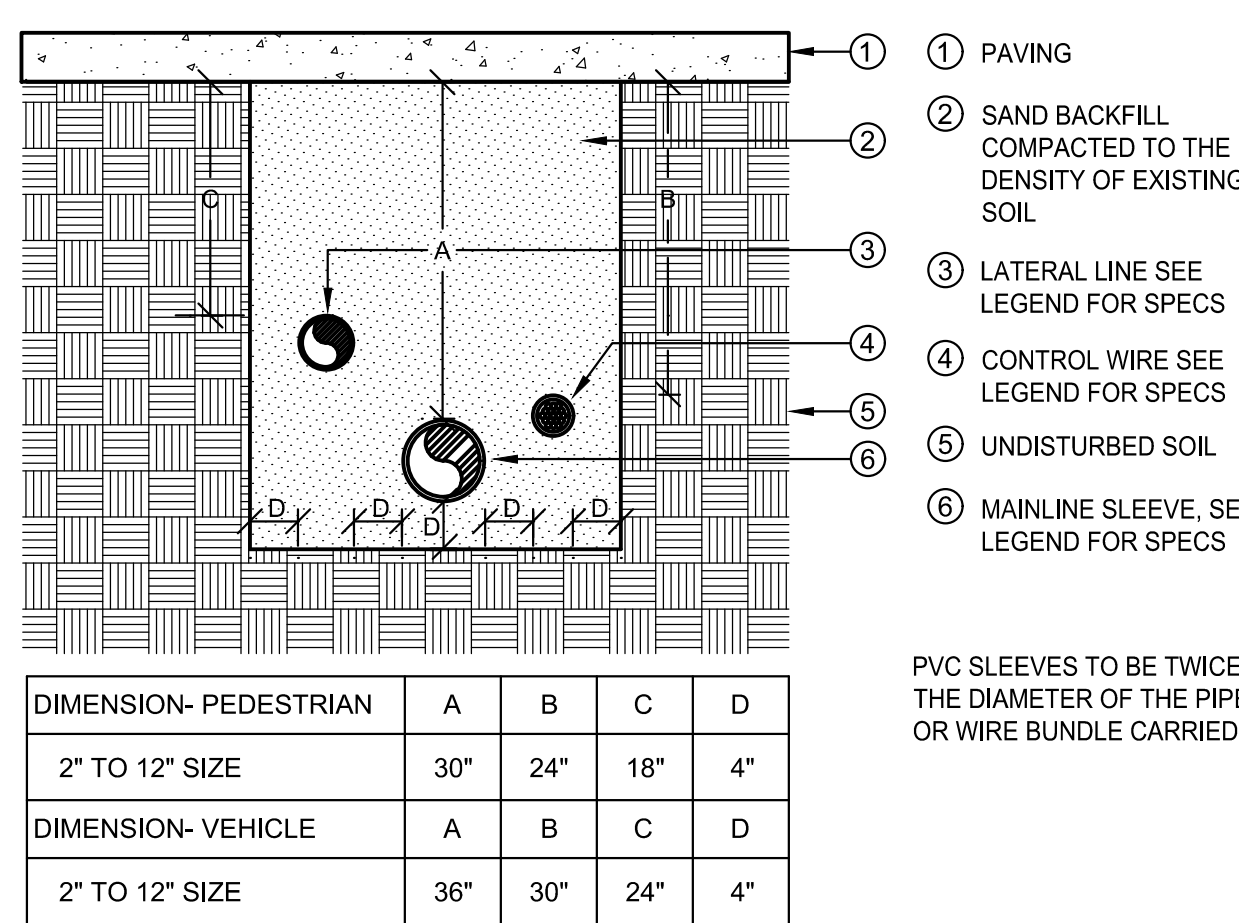 ① PAVING
② SAND BACKFILL
COMPACTED TO THE
DENSITY OF EXISTING
SOIL
③ LATERAL LINE SEE
LEGEND FOR SPECS
④ CONTROL WIRE SEE
LEGEND FOR SPECS
⑤ UNDISTURBED SOIL
⑥ MAINLINE SLEEVE, SE
LEGEND FOR SPECS
①
②
③
④
⑤
⑥
C
B
A
D D D D D
PVC SLEEVES TO BE TWICE
THE DIAMETER OF THE PIPE
OR WIRE BUNDLE CARRIED
DIMENSION- PEDESTRIAN A B C D
2" TO 12" SIZE 30" 24" 18" 4"
DIMENSION- VEHICLE A B C D
2" TO 12" SIZE 36" 30" 24" 4"